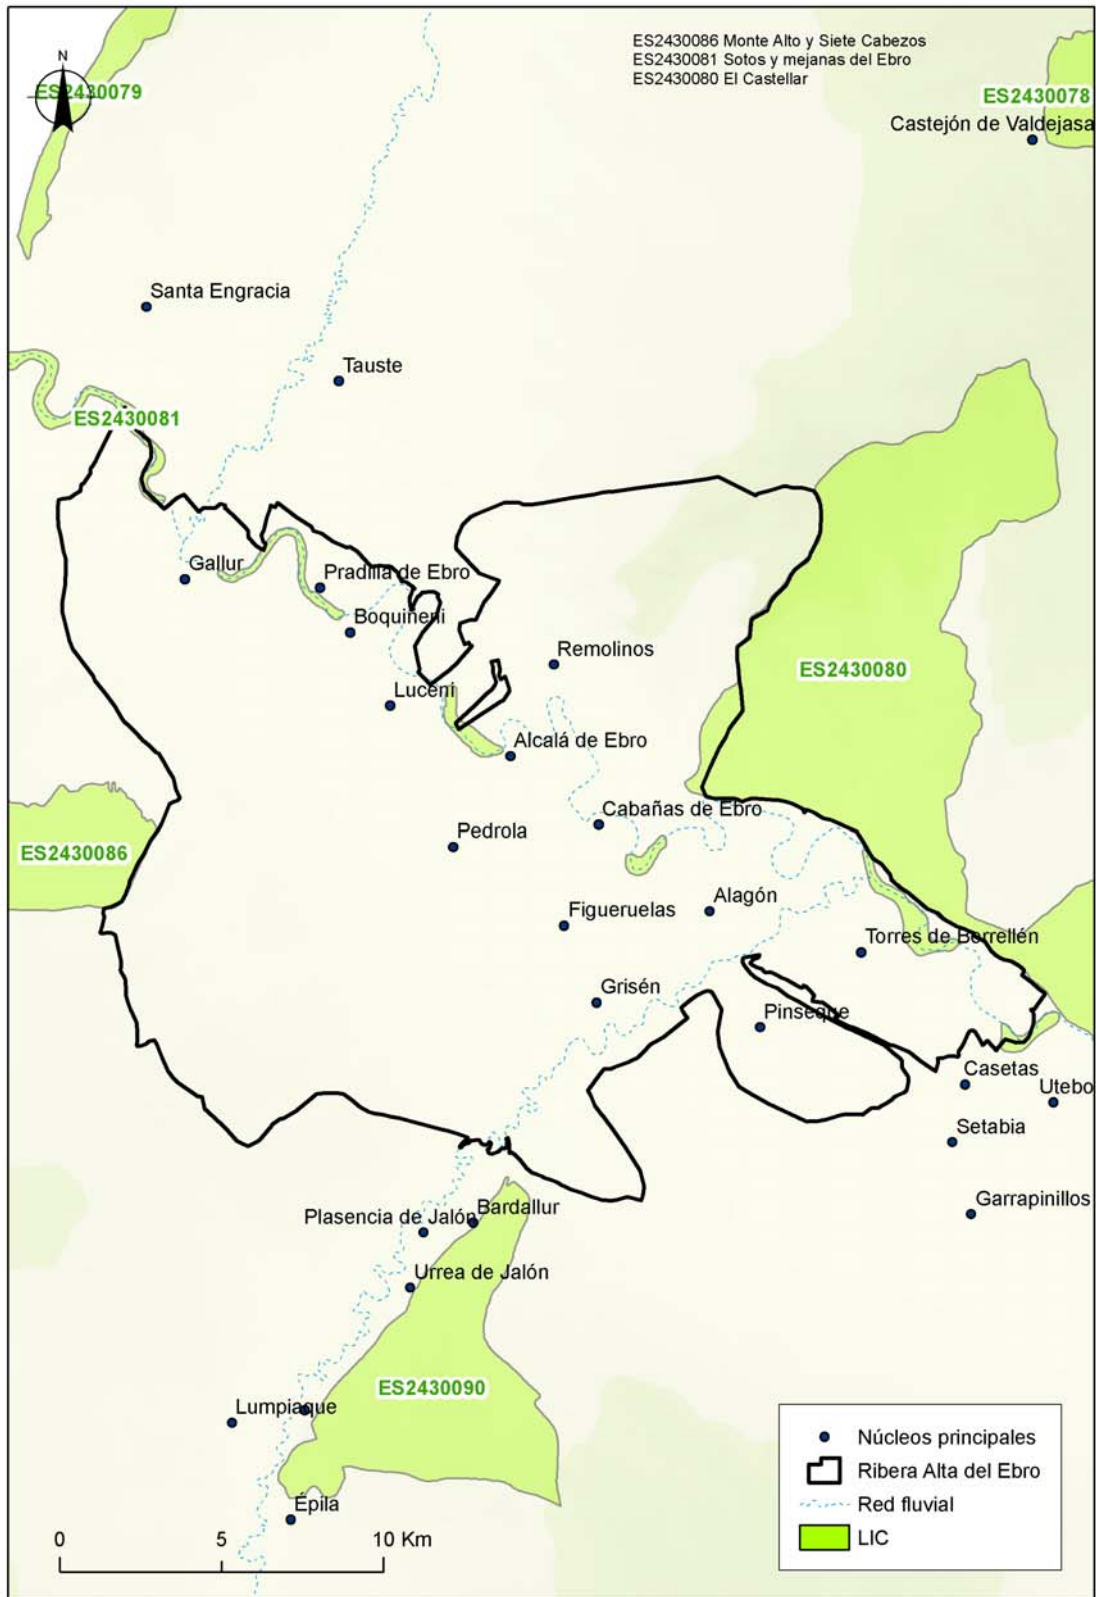 ES2430086 Monte Alto y Siete Cabezos
ES2430081 Sotos y mejanas del Ebro
ES2430080 El Castellar
N
ES2430079
ES2430078
Castejón de Valdejasa
Santa Engracia
Tauste
ES2430081
Gallur
Pradilla de Ebro
Boquineni
Remolinos
ES2430080
Luceni
Alcalá de Ebro
Cabañas de Ebro
Pedrola
ES2430086
Alagón
Figueruelas
Torres de Berrellén
Grisén
Pinseque
Casetas
Utebo
Setabia
Garrapinillos
Bardallur
Plasencia de Jalón
Urrea de Jalón
ES2430090
Lumpiaque
Épila
0 5 10 Km
Núcleos principales
Ribera Alta del Ebro
Red fluvial
LIC